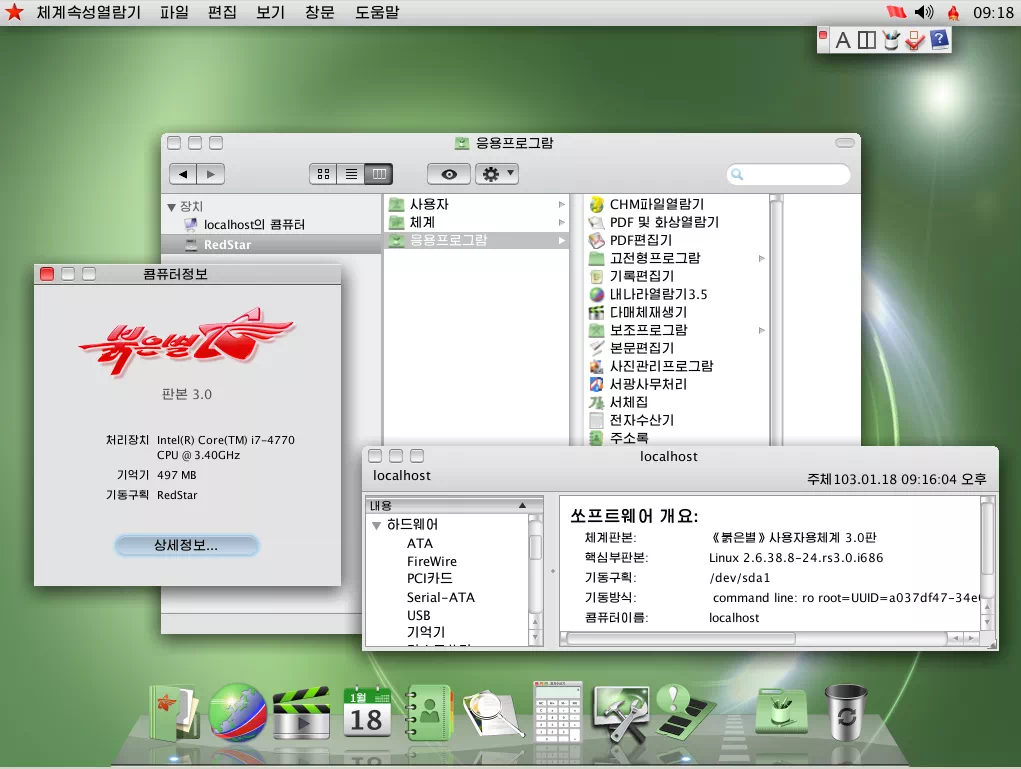 체계속성열람기 파일 편집 보기 창문 도움말 09:18
A
응용프로그람
장치
localhost의 콤퓨터
RedStar
사용자
체계
응용프로그람
CHM파일열람기
PDF 및 화상열람기
PDF편집기
고전형프로그람
기록편집기
내나라열람기3.5
다매체재생기
보조프로그람
본문편집기
사진관리프로그람
서광사무처리
서체집
전자수산기
주소록
콤퓨터정보
붉은별
판본 3.0
처리장치 Intel(R) Core(TM) i7-4770
CPU @ 3.40GHz
기억기 497 MB
기동구획 RedStar
상세정보...
localhost
localhost
주체103.01.18 09:16:04 오후
내용
하드웨어
ATA
FireWire
PCI카드
Serial-ATA
USB
기억기
쏘프트웨어 개요:
체계판본: 《붉은별》사용자용체계 3.0판
핵심부판본: Linux 2.6.38.8-24.rs3.0.i686
기동구획: /dev/sda1
기동방식: command line: ro root=UUID=a037df47-34e
콤퓨터이름: localhost
1월
18